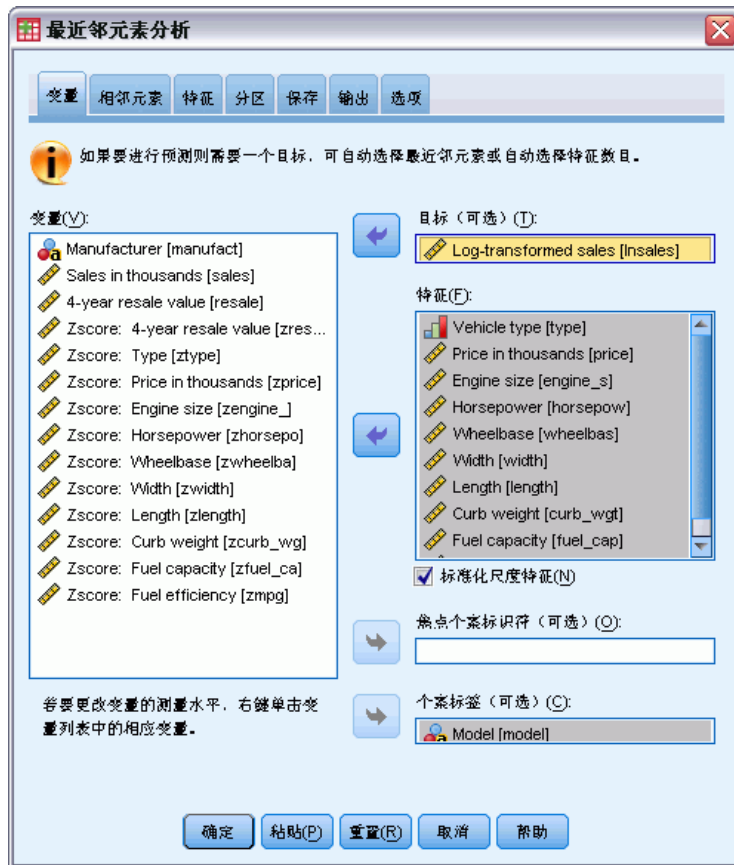 最近邻元素分析
变量 相邻元素 特征 分区 保存 输出 选项
如果要进行预测则需要一个目标，可自动选择最近邻元素或自动选择特征数目。
变量(V):
Manufacturer [manufact]
Sales in thousands [sales]
4-year resale value [resale]
Zscore: 4-year resale value [zres...
Zscore: Type [ztype]
Zscore: Price in thousands [zprice]
Zscore: Engine size [zengine_]
Zscore: Horsepower [zhorsepo]
Zscore: Wheelbase [zwheelba]
Zscore: Width [zwidth]
Zscore: Length [zlength]
Zscore: Curb weight [zcurb_wg]
Zscore: Fuel capacity [zfuel_ca]
Zscore: Fuel efficiency [zmpg]
若要更改变量的测量水平，右键单击变
量列表中的相应变量。
目标（可选）(T):
Log-transformed sales [lnsales]
特征(F):
Vehicle type [type]
Price in thousands [price]
Engine size [engine_s]
Horsepower [horsepow]
Wheelbase [wheelbas]
Width [width]
Length [length]
Curb weight [curb_wgt]
Fuel capacity [fuel_cap]
标准化尺度特征(N)
焦点个案标识符（可选）(O):
个案标签（可选）(C):
Model [model]
确定 粘贴(P) 重置(R) 取消 帮助